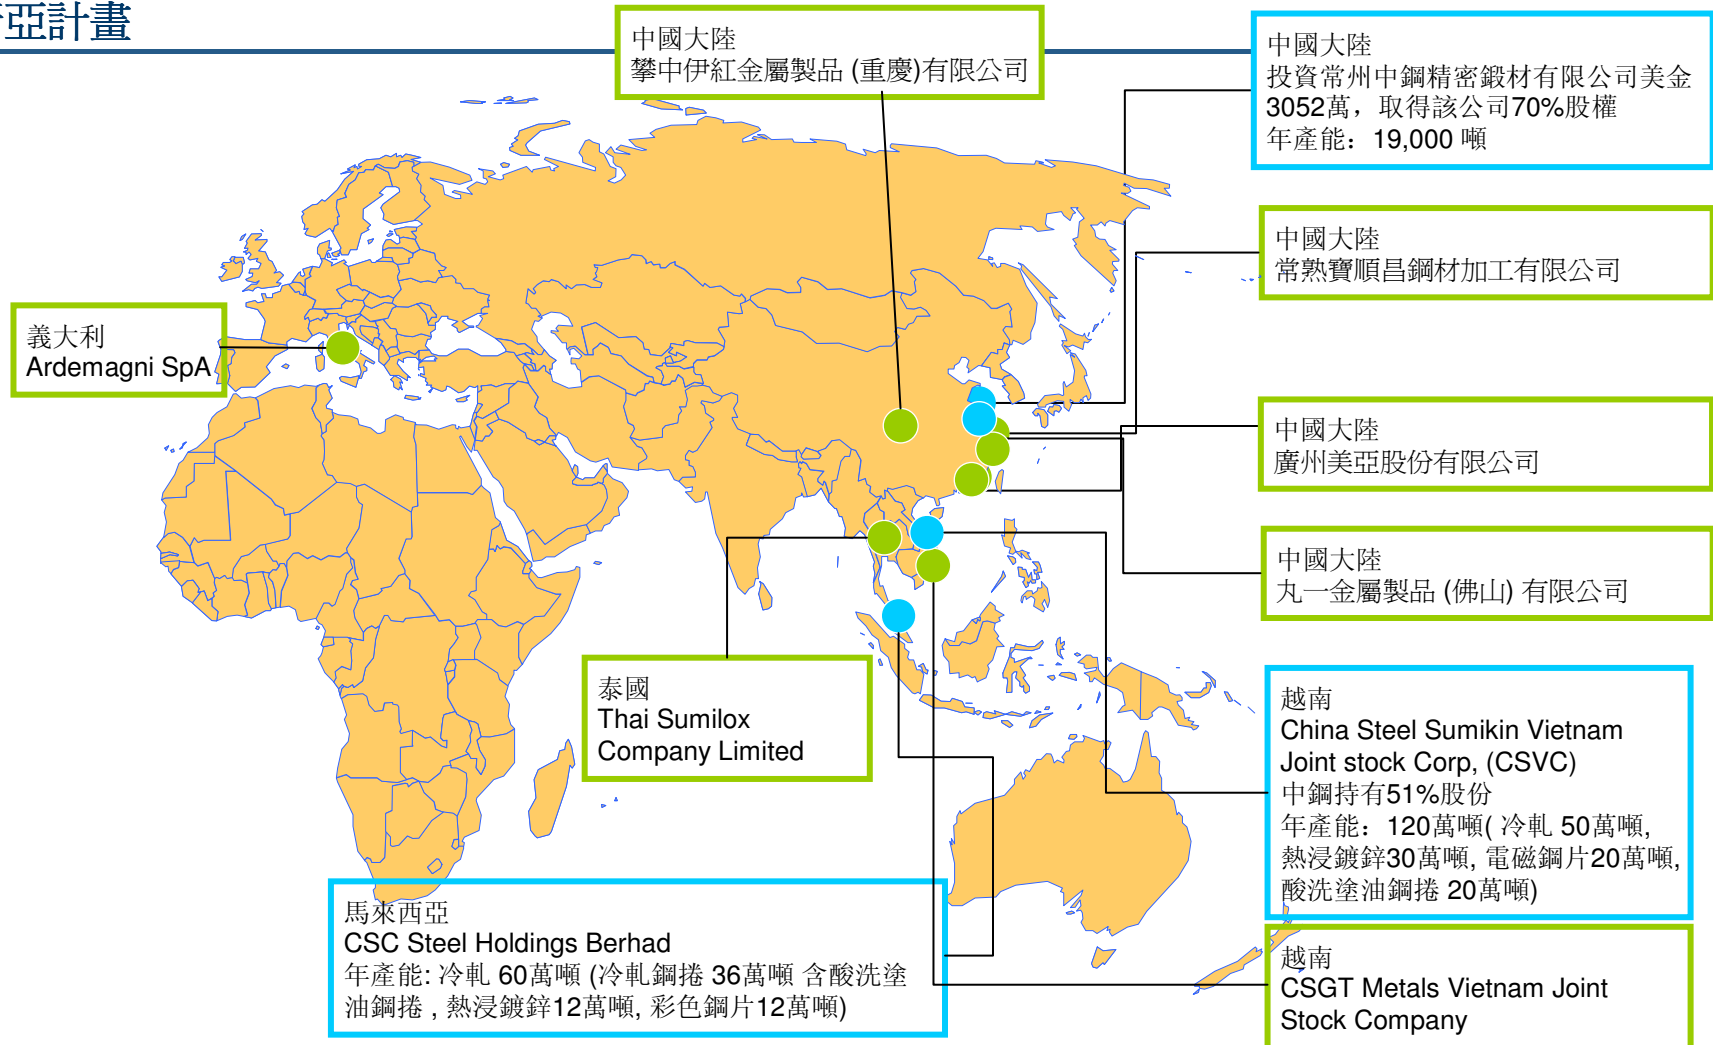 亞計畫
中國大陸
攀中伊紅金屬製品 (重慶)有限公司
中國大陸
投資常州中鋼精密鍛材有限公司美金
3052萬，取得該公司70%股權
年產能：19,000 噸
中國大陸
常熟寶順昌鋼材加工有限公司
義大利
Ardemagni SpA
中國大陸
廣州美亞股份有限公司
中國大陸
丸一金屬製品 (佛山) 有限公司
泰國
Thai Sumilox
Company Limited
越南
China Steel Sumikin Vietnam
Joint stock Corp, (CSVC)
中鋼持有51%股份
年產能：120萬噸( 冷軋 50萬噸,
熱浸鍍鋅30萬噸, 電磁鋼片20萬噸,
酸洗塗油鋼捲 20萬噸)
馬來西亞
CSC Steel Holdings Berhad
年產能: 冷軋 60萬噸 (冷軋鋼捲 36萬噸 含酸洗塗
油鋼捲 , 熱浸鍍鋅12萬噸, 彩色鋼片12萬噸)
越南
CSGT Metals Vietnam Joint
Stock Company